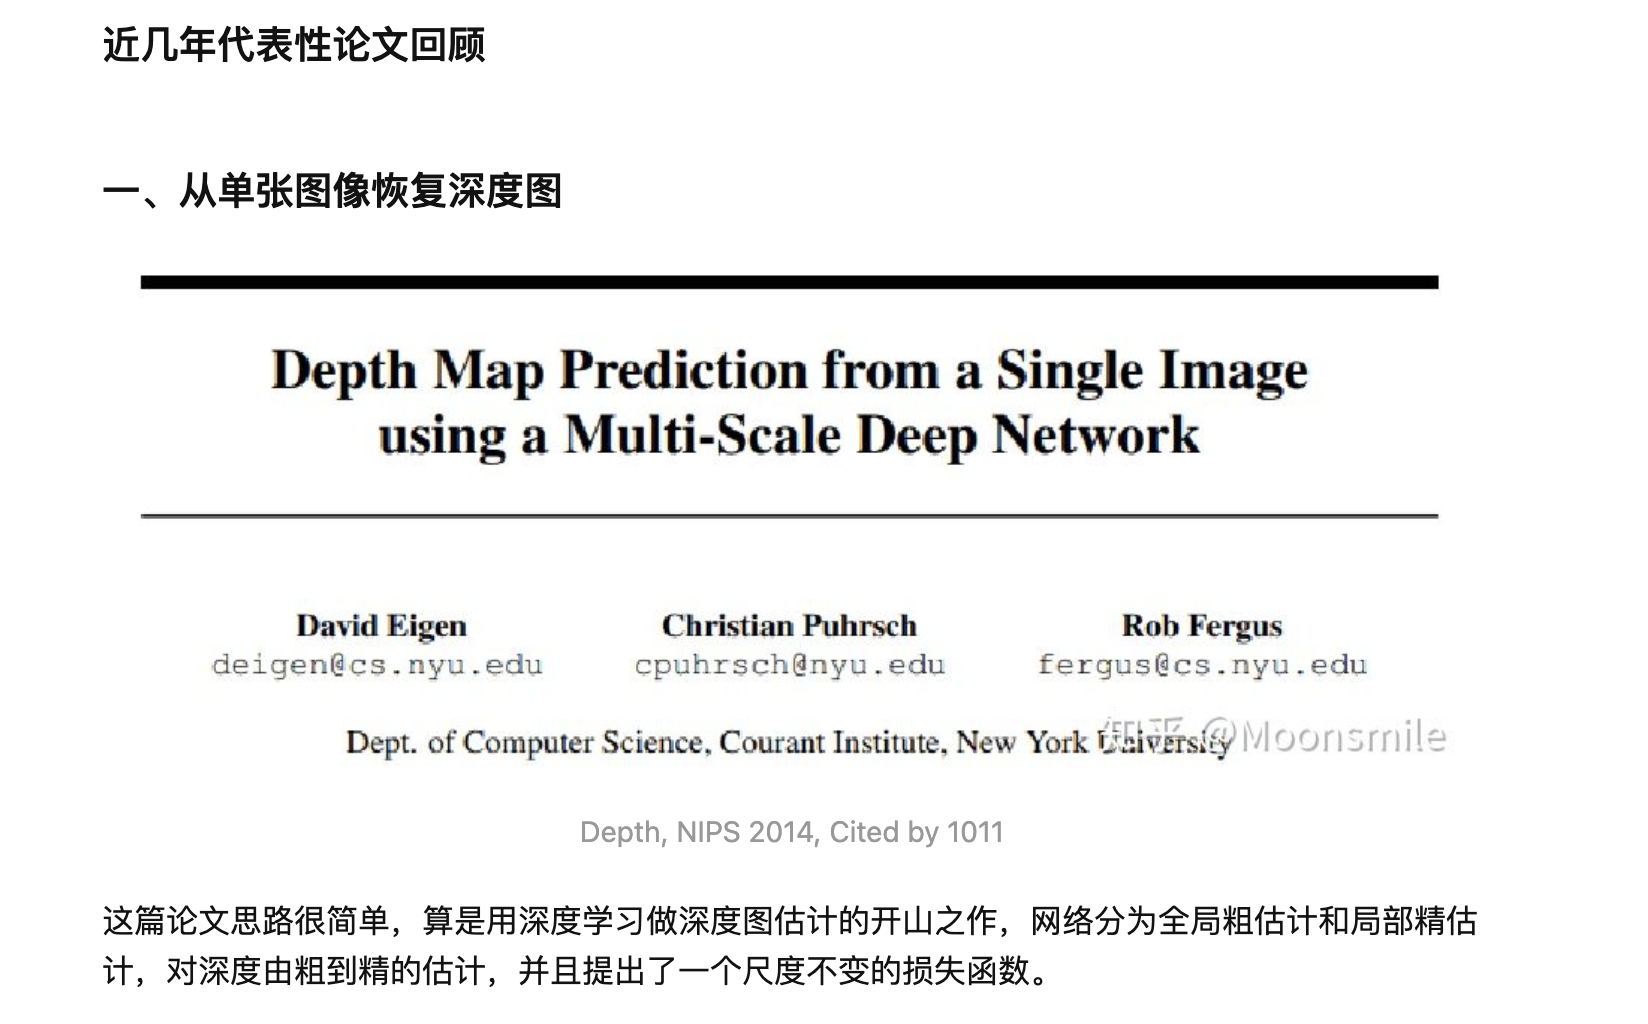 近几年代表性论文回顾
一、从单张图像恢复深度图
Depth Map Prediction from a Single Image
using a Multi-Scale Deep Network
David Eigen
deigen@cs.nyu.edu
Christian Puhrsch
cpuhrsch@nyu.edu
Rob Fergus
fergus@cs.nyu.edu
Dept. of Computer Science, Courant Institute, New York University
知乎 @Moonsmile
Depth, NIPS 2014, Cited by 1011
这篇论文思路很简单，算是用深度学习做深度图估计的开山之作，网络分为全局粗估计和局部精估
计，对深度由粗到精的估计，并且提出了一个尺度不变的损失函数。